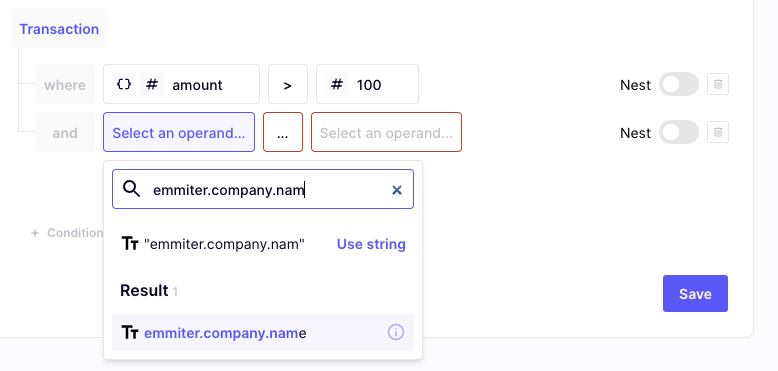 Transaction
where {} # amount > # 100 Nest
and Select an operand... ... Select an operand... Nest
emmiter.company.nam
Tт "emmiter.company.nam" Use string
+ Condition
Result 1
Save
Tт emmiter.company.name